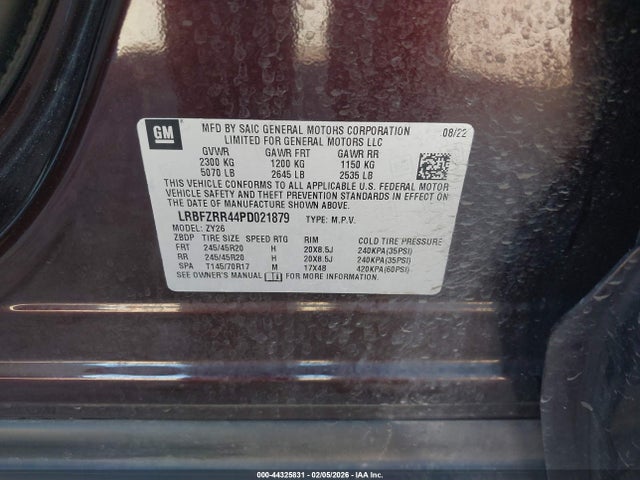 GM
MFD BY SAIC GENERAL MOTORS CORPORATION 08/22
LIMITED FOR GENERAL MOTORS LLC
GVWR GAWR FRT GAWR RR
2300 KG 1200 KG 1150 KG
5070 LB 2645 LB 2535 LB
THIS VEHICLE CONFORMS TO ALL APPLICABLE U.S. FEDERAL MOTOR
VEHICLE SAFETY AND THEFT PREVENTION STANDARDS IN EFFECT ON
THE DATE OF MANUFACTURE SHOWN ABOVE.
LRBFZRR44PD021879 TYPE: M.P.V.
MODEL: ZY26
ZBDP TIRE SIZE SPEED RTG RIM COLD TIRE PRESSURE
FRT 245/45R20 H 20X8.5J 240KPA(35PSI)
RR 245/45R20 H 20X8.5J 240KPA(35PSI)
SPA T145/70R17 M 17X4B 420KPA(60PSI)
SEE OWNER'S MANUAL FOR MORE INFORMATION.
000-44325831 - 02/05/2026 - IAA Inc.